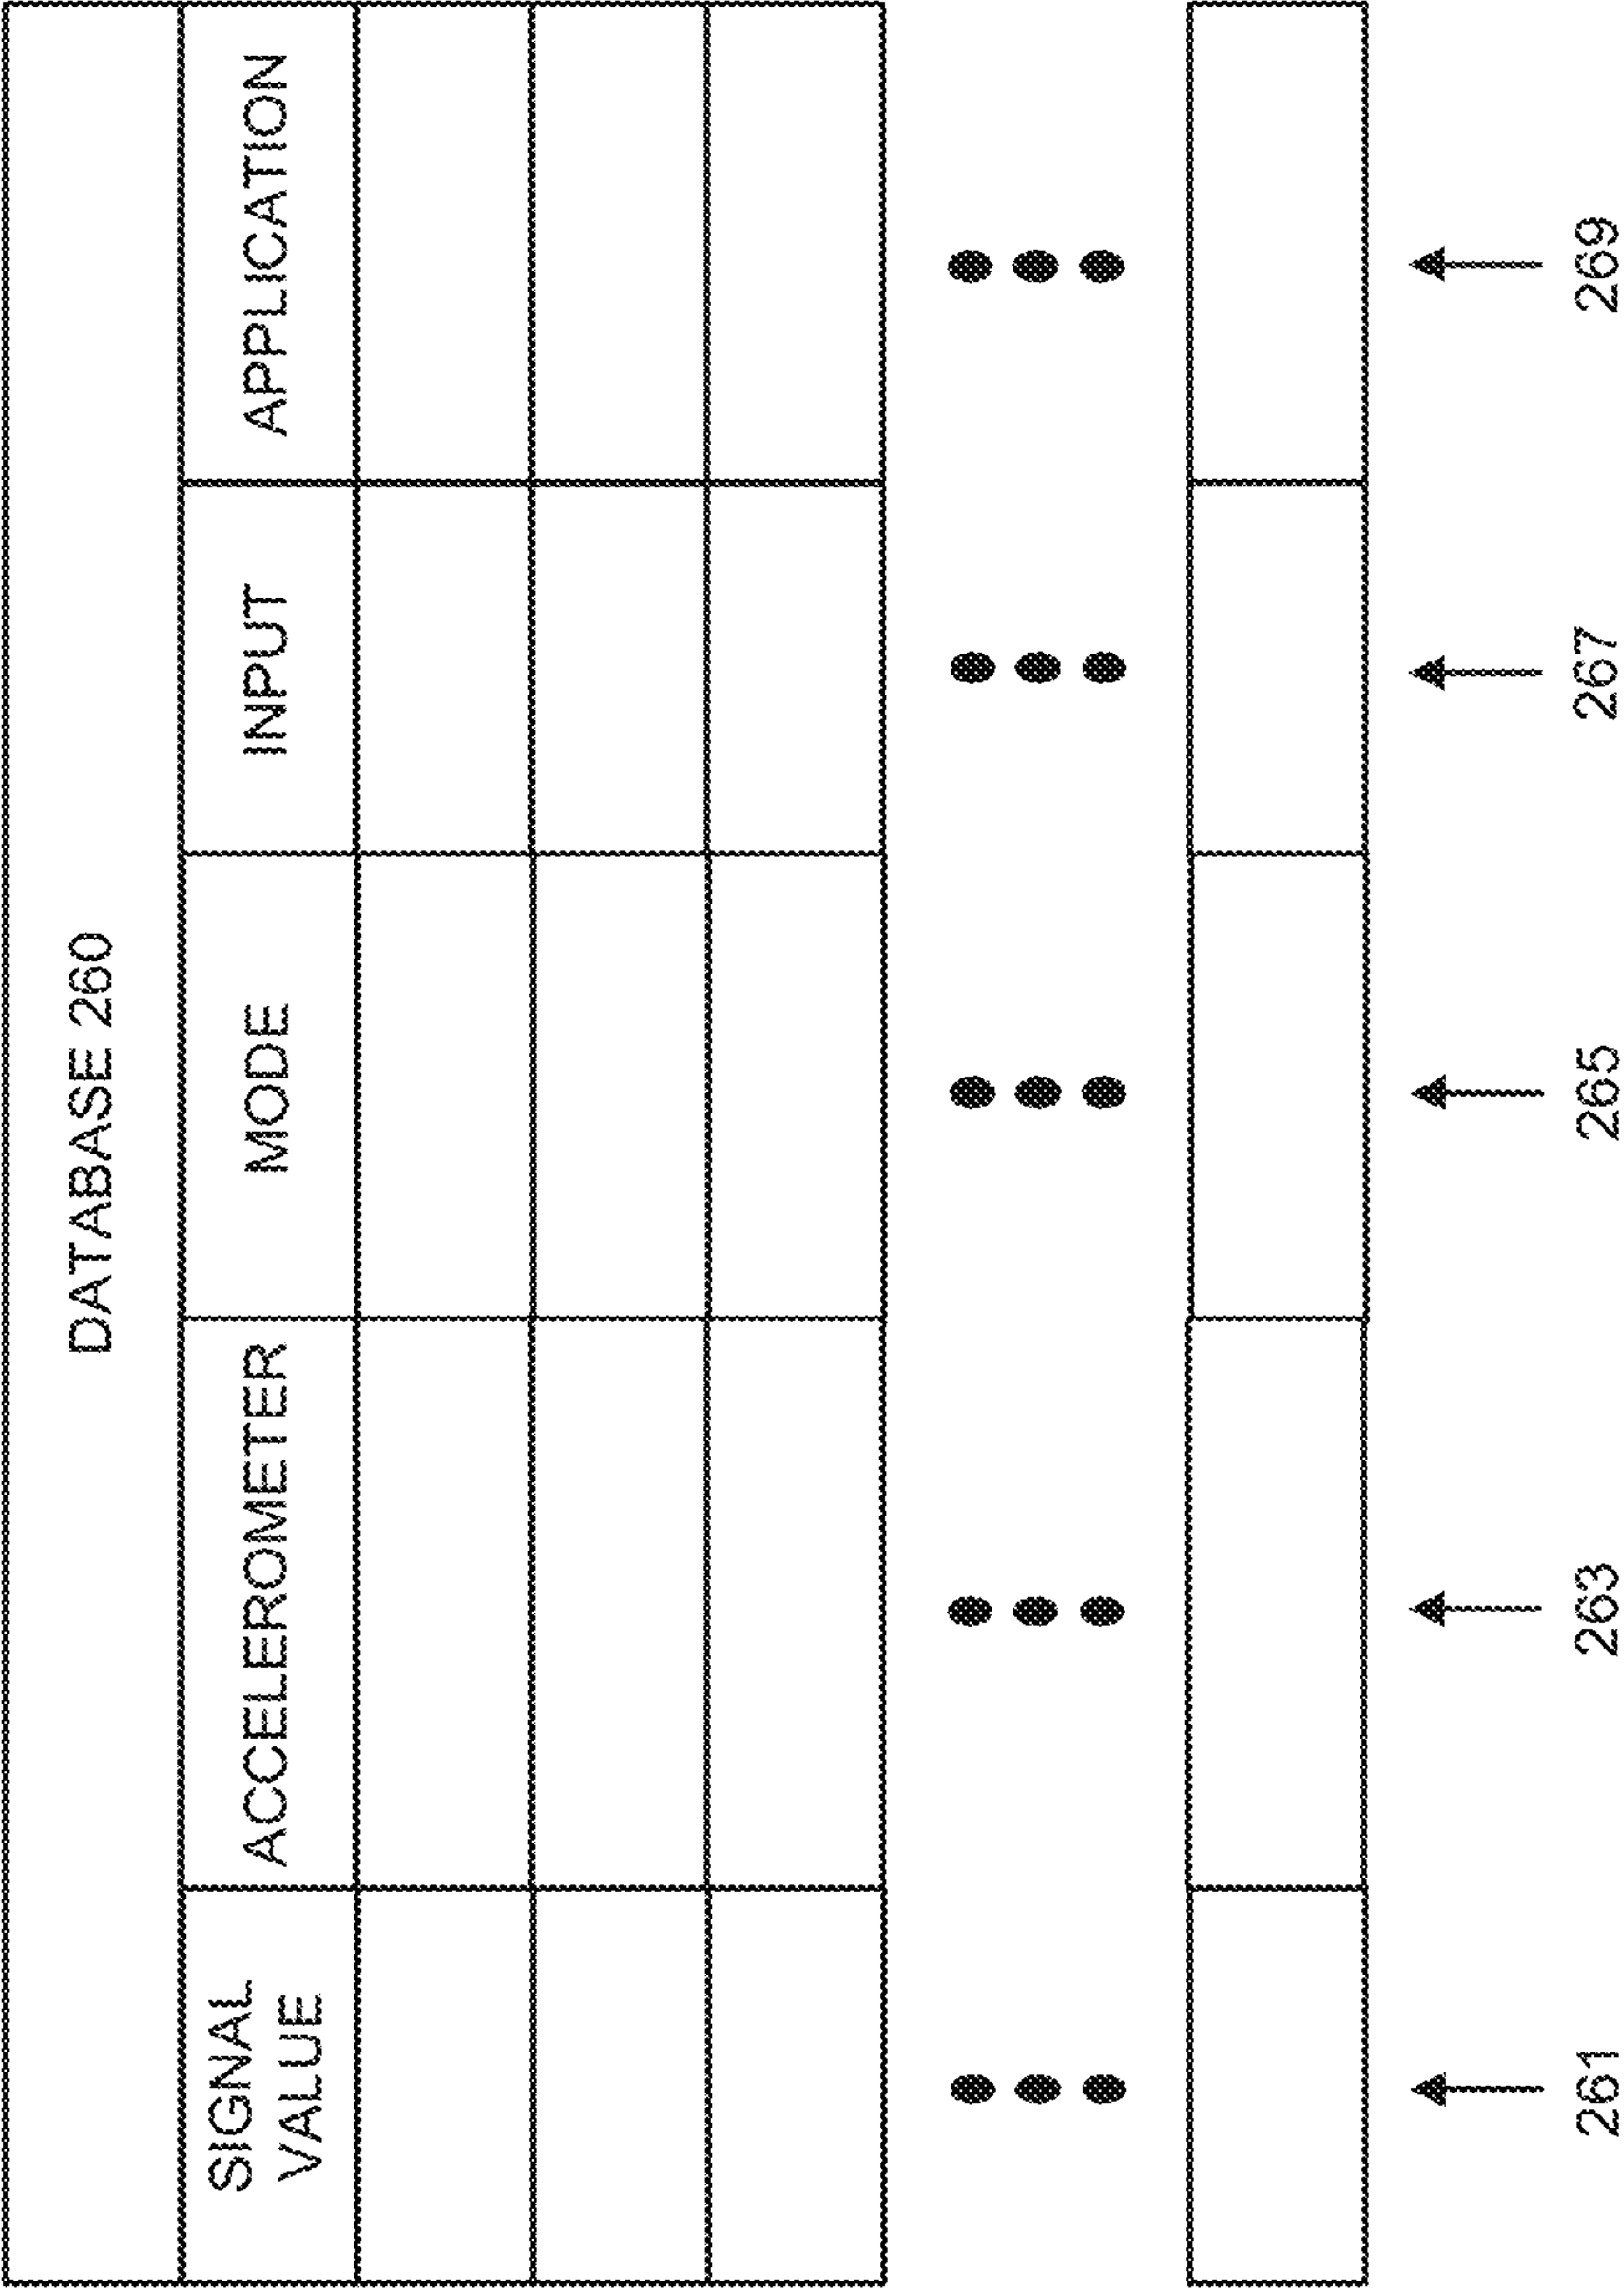 DATABASE 260
SIGNAL
VALUE
ACCELEROMETER
MODE
INPUT
APPLICATION
261
263
265
267
269